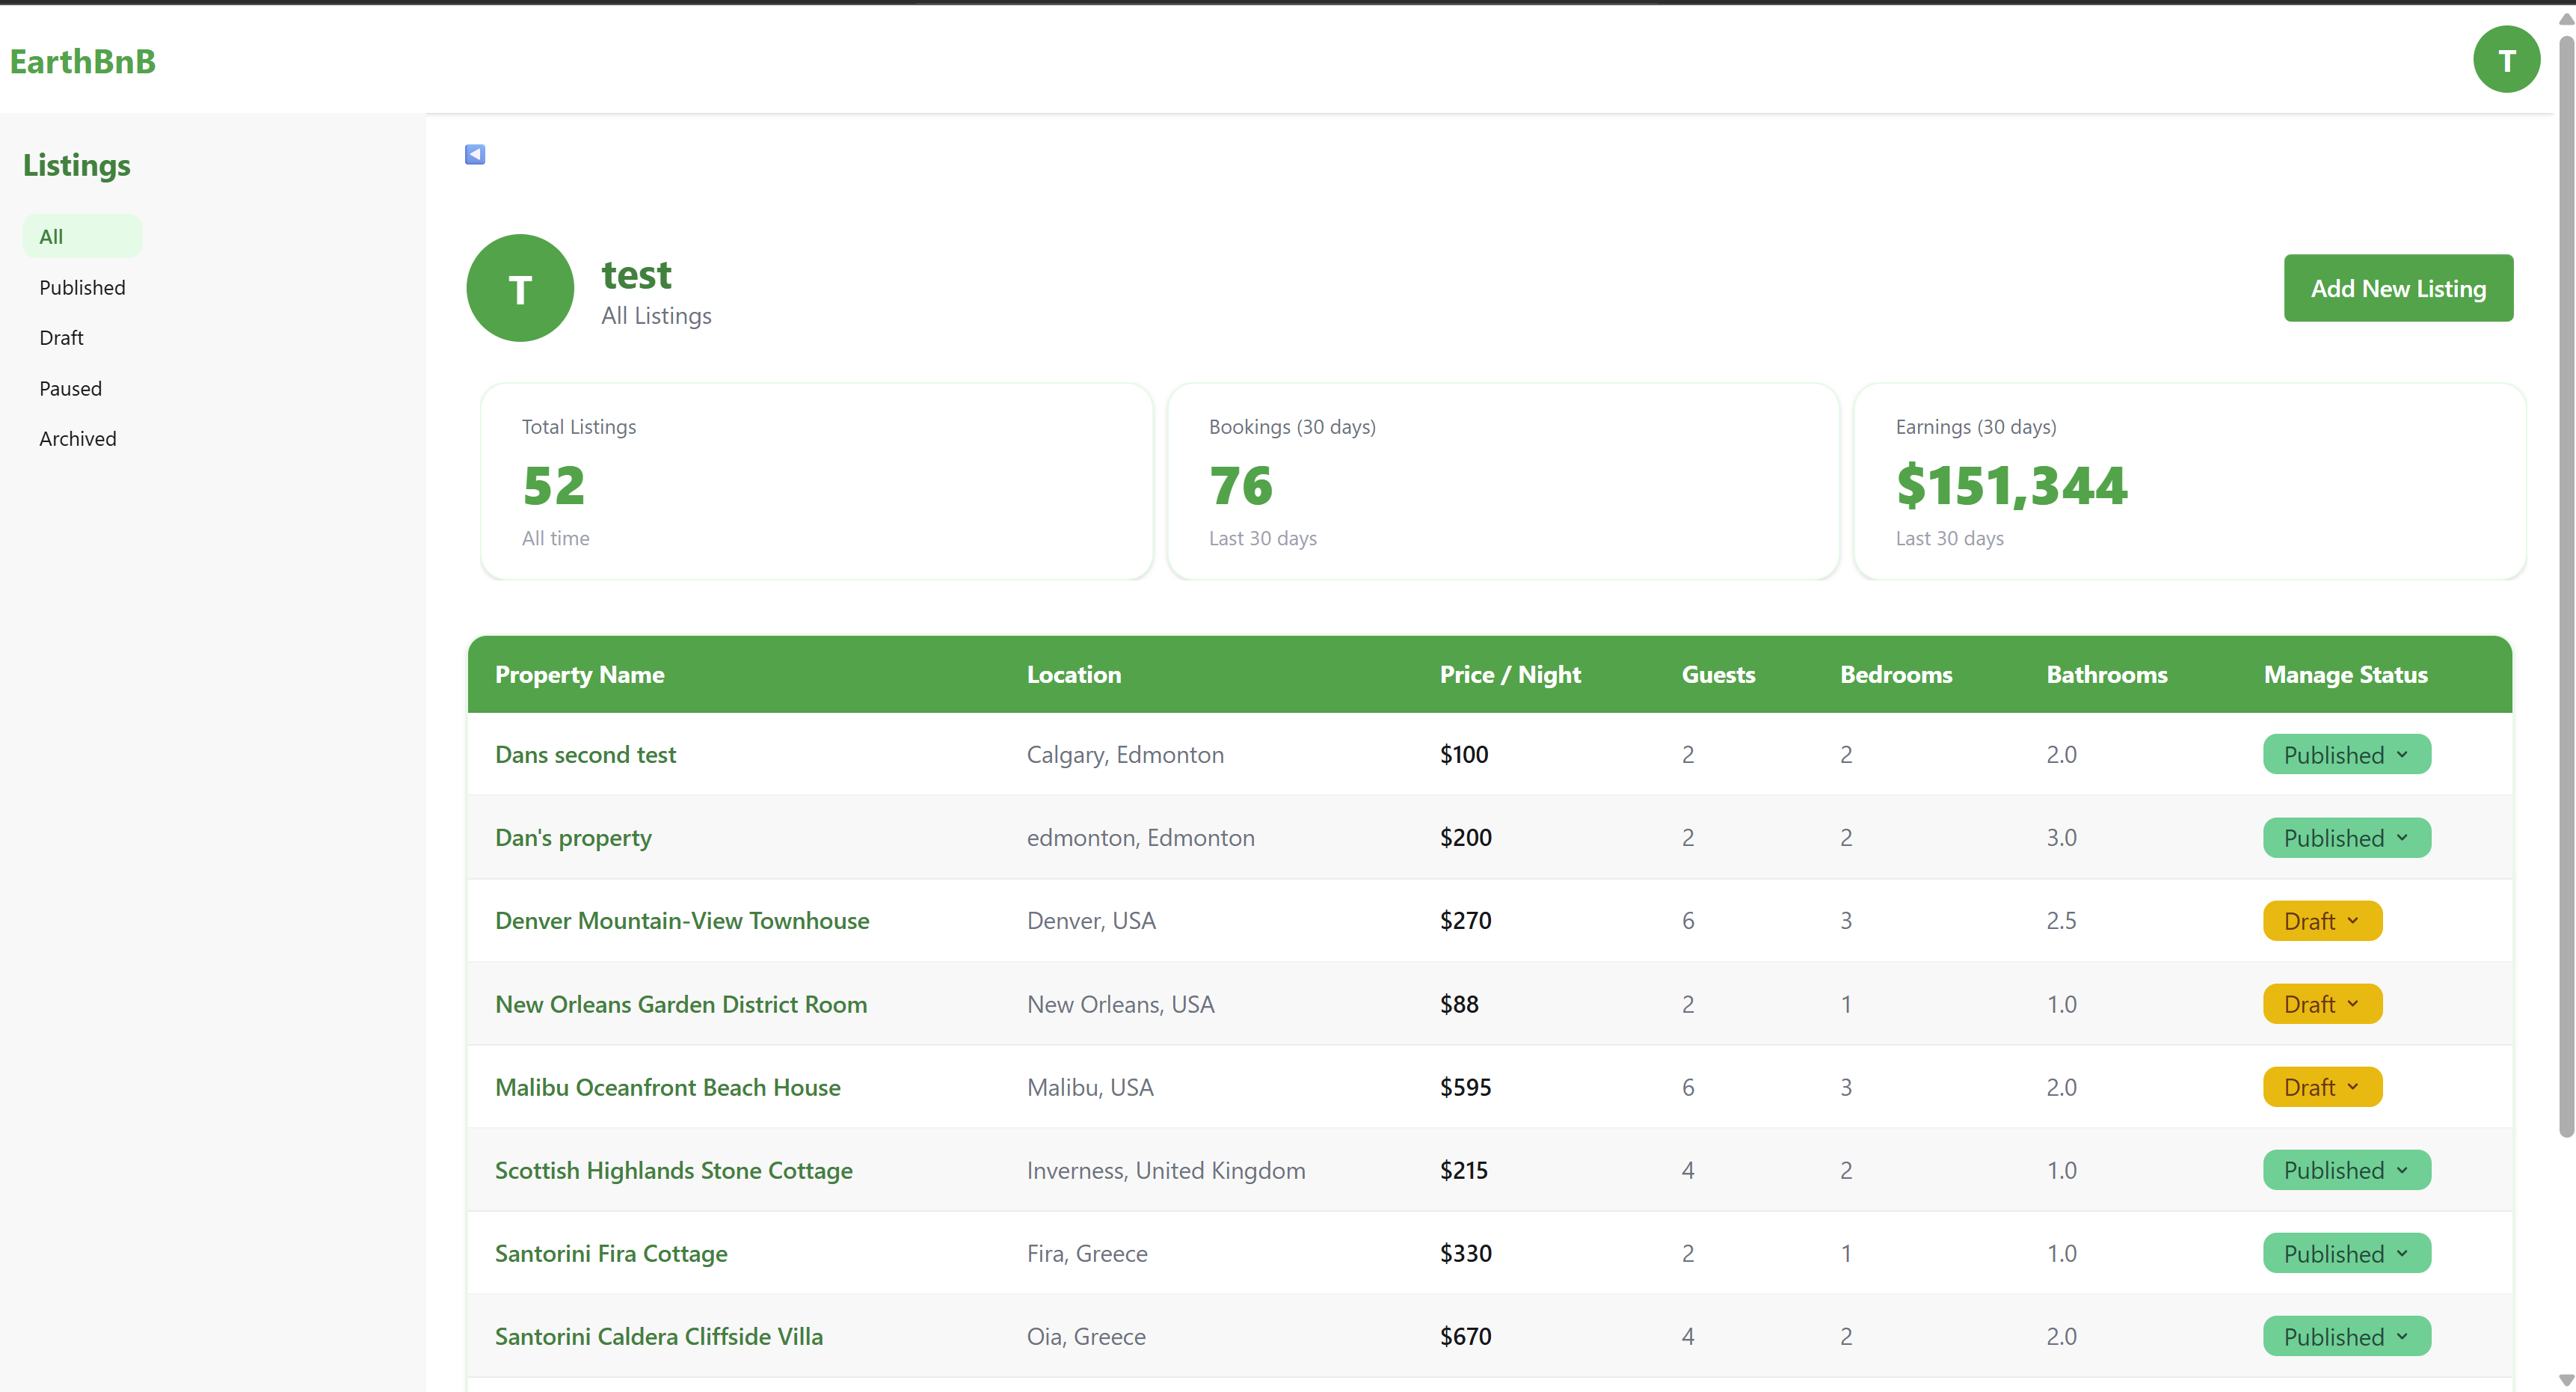 EarthBnB
T
Listings
All
Published
Draft
Paused
Archived
T
test
All Listings
Add New Listing
Total Listings
52
All time
Bookings (30 days)
76
Last 30 days
Earnings (30 days)
$151,344
Last 30 days
Property Name Location Price / Night Guests Bedrooms Bathrooms Manage Status
Dans second test Calgary, Edmonton $100 2 2 2.0 Published
Dan's property edmonton, Edmonton $200 2 2 3.0 Published
Denver Mountain-View Townhouse Denver, USA $270 6 3 2.5 Draft
New Orleans Garden District Room New Orleans, USA $88 2 1 1.0 Draft
Malibu Oceanfront Beach House Malibu, USA $595 6 3 2.0 Draft
Scottish Highlands Stone Cottage Inverness, United Kingdom $215 4 2 1.0 Published
Santorini Fira Cottage Fira, Greece $330 2 1 1.0 Published
Santorini Caldera Cliffside Villa Oia, Greece $670 4 2 2.0 Published